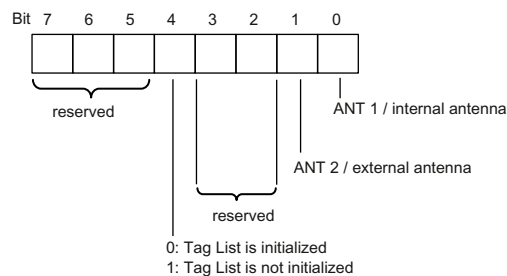 Bit 7 6 5 4 3 2 1 0
reserved
ANT 1 / internal antenna
ANT 2 / external antenna
reserved
0: Tag List is initialized
1: Tag List is not initialized